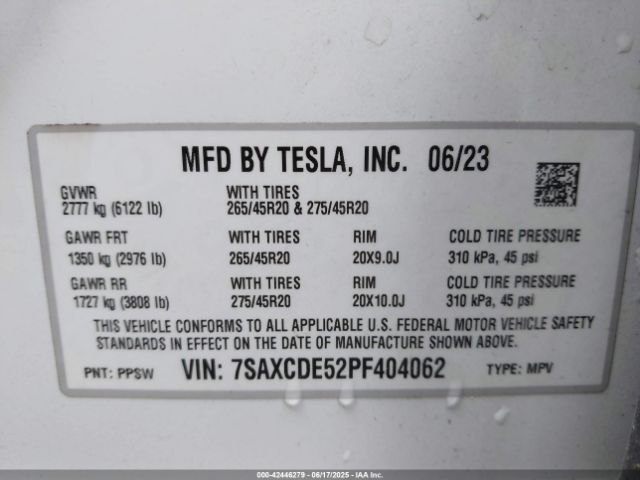 MFD BY TESLA, INC. 06/23
GVWR WITH TIRES
2777 kg (6122 lb) 265/45R20 & 275/45R20
GAWR FRT WITH TIRES RIM COLD TIRE PRESSURE
1350 kg (2976 lb) 265/45R20 20X9.0J 310 kPa, 45 psi
GAWR RR WITH TIRES RIM COLD TIRE PRESSURE
1727 kg (3808 lb) 275/45R20 20X10.0J 310 kPa, 45 psi
THIS VEHICLE CONFORMS TO ALL APPLICABLE U.S. FEDERAL MOTOR VEHICLE SAFETY
STANDARDS IN EFFECT ON THE DATE OF MANUFACTURE SHOWN ABOVE.
PNT: PPSW VIN: 7SAXCDE52PF404062 TYPE: MPV
000-42446279 - 06/17/2025 - IAA Inc.